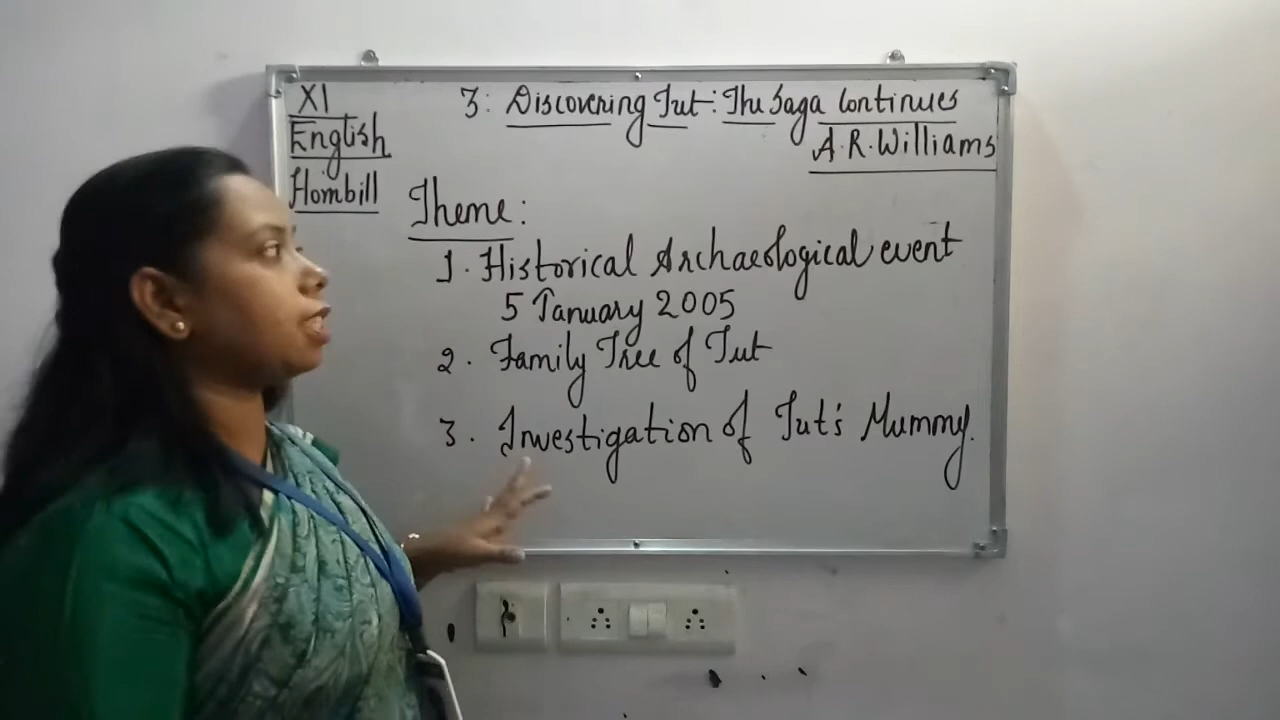 XI
English
Hornbill
3: Discovering Tut: The Saga Continues
A.R. Williams
Theme:
1. Historical Archaeological event
5 January 2005
2. Family Tree of Tut
3. Investigation of Tut's Mummy.